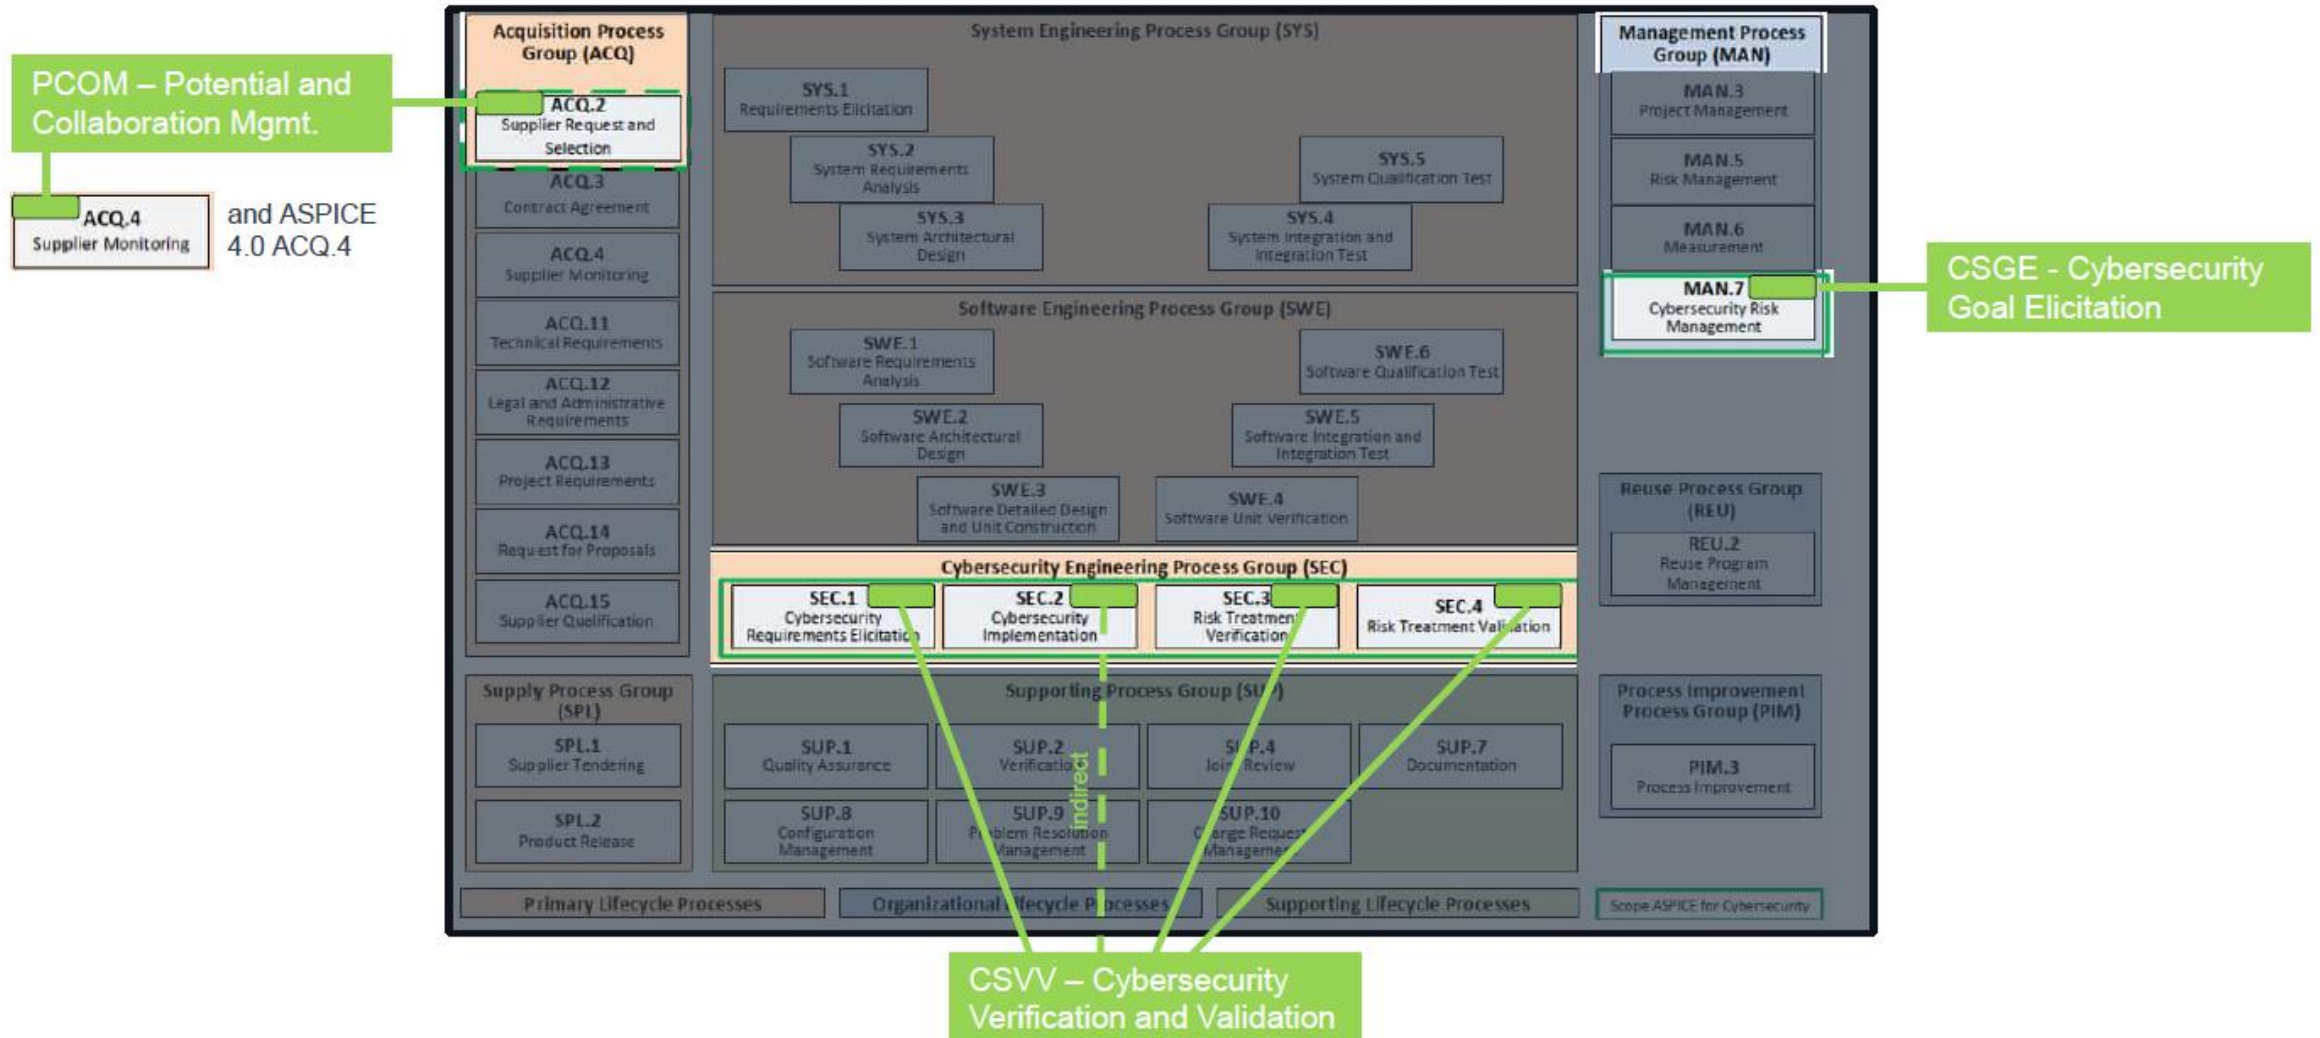 PCOM – Potential and
Collaboration Mgmt.
ACQ.4
Supplier Monitoring
and ASPICE
4.0 ACQ.4
Acquisition Process
Group (ACQ)
ACQ.2
Supplier Request and
Selection
ACQ.3
Contract Agreement
ACQ.4
Supplier Monitoring
ACQ.11
Technical Requirements
ACQ.12
Legal and Administrative
Requirements
ACQ.13
Project Requirements
ACQ.14
Request for Proposals
ACQ.15
Supplier Qualification
Supply Process Group
(SPL)
SPL.1
Supplier Tendering
SPL.2
Product Release
System Engineering Process Group (SYS)
SYS.1
Requirements Elicitation
SYS.2
System Requirements
Analysis
SYS.3
System Architectural
Design
SYS.5
System Qualification Test
SYS.4
System Integration and
Integration Test
Software Engineering Process Group (SWE)
SWE.1
Software Requirements
Analysis
SWE.2
Software Architectural
Design
SWE.3
Software Detailed Design
and Unit Construction
SWE.6
Software Qualification Test
SWE.5
Software Integration and
Integration Test
SWE.4
Software Unit Verification
Cybersecurity Engineering Process Group (SEC)
SEC.1
Cybersecurity
Requirements Elicitation
SEC.2
Cybersecurity
Implementation
SEC.3
Risk Treatment
Verification
SEC.4
Risk Treatment Validation
Supporting Process Group (SUP)
SUP.1
Quality Assurance
SUP.2
Verification
SUP.4
Joint Review
SUP.7
Documentation
SUP.8
Configuration
Management
SUP.9
Problem Resolution
Management
SUP.10
Change Request
Management
indirect
Management Process
Group (MAN)
MAN.3
Project Management
MAN.5
Risk Management
MAN.6
Measurement
MAN.7
Cybersecurity Risk
Management
CSGE - Cybersecurity
Goal Elicitation
Reuse Process Group
(REU)
REU.2
Reuse Program
Management
Process Improvement
Process Group (PIM)
PIM.3
Process Improvement
Primary Lifecycle Processes
Organizational Lifecycle Processes
Supporting Lifecycle Processes
Scope ASPICE for Cybersecurity
CSVV – Cybersecurity
Verification and Validation